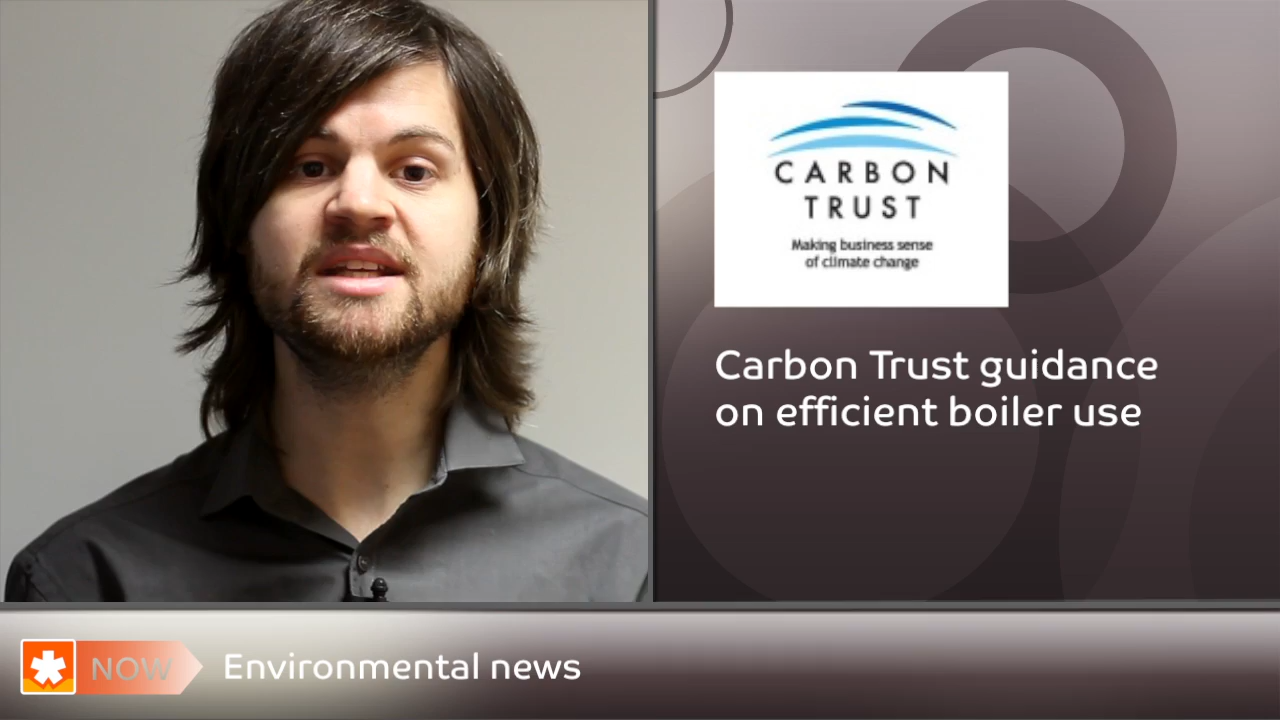 CARBON
TRUST
Making business sense
of climate change
Carbon Trust guidance
on efficient boiler use
NOW
Environmental news